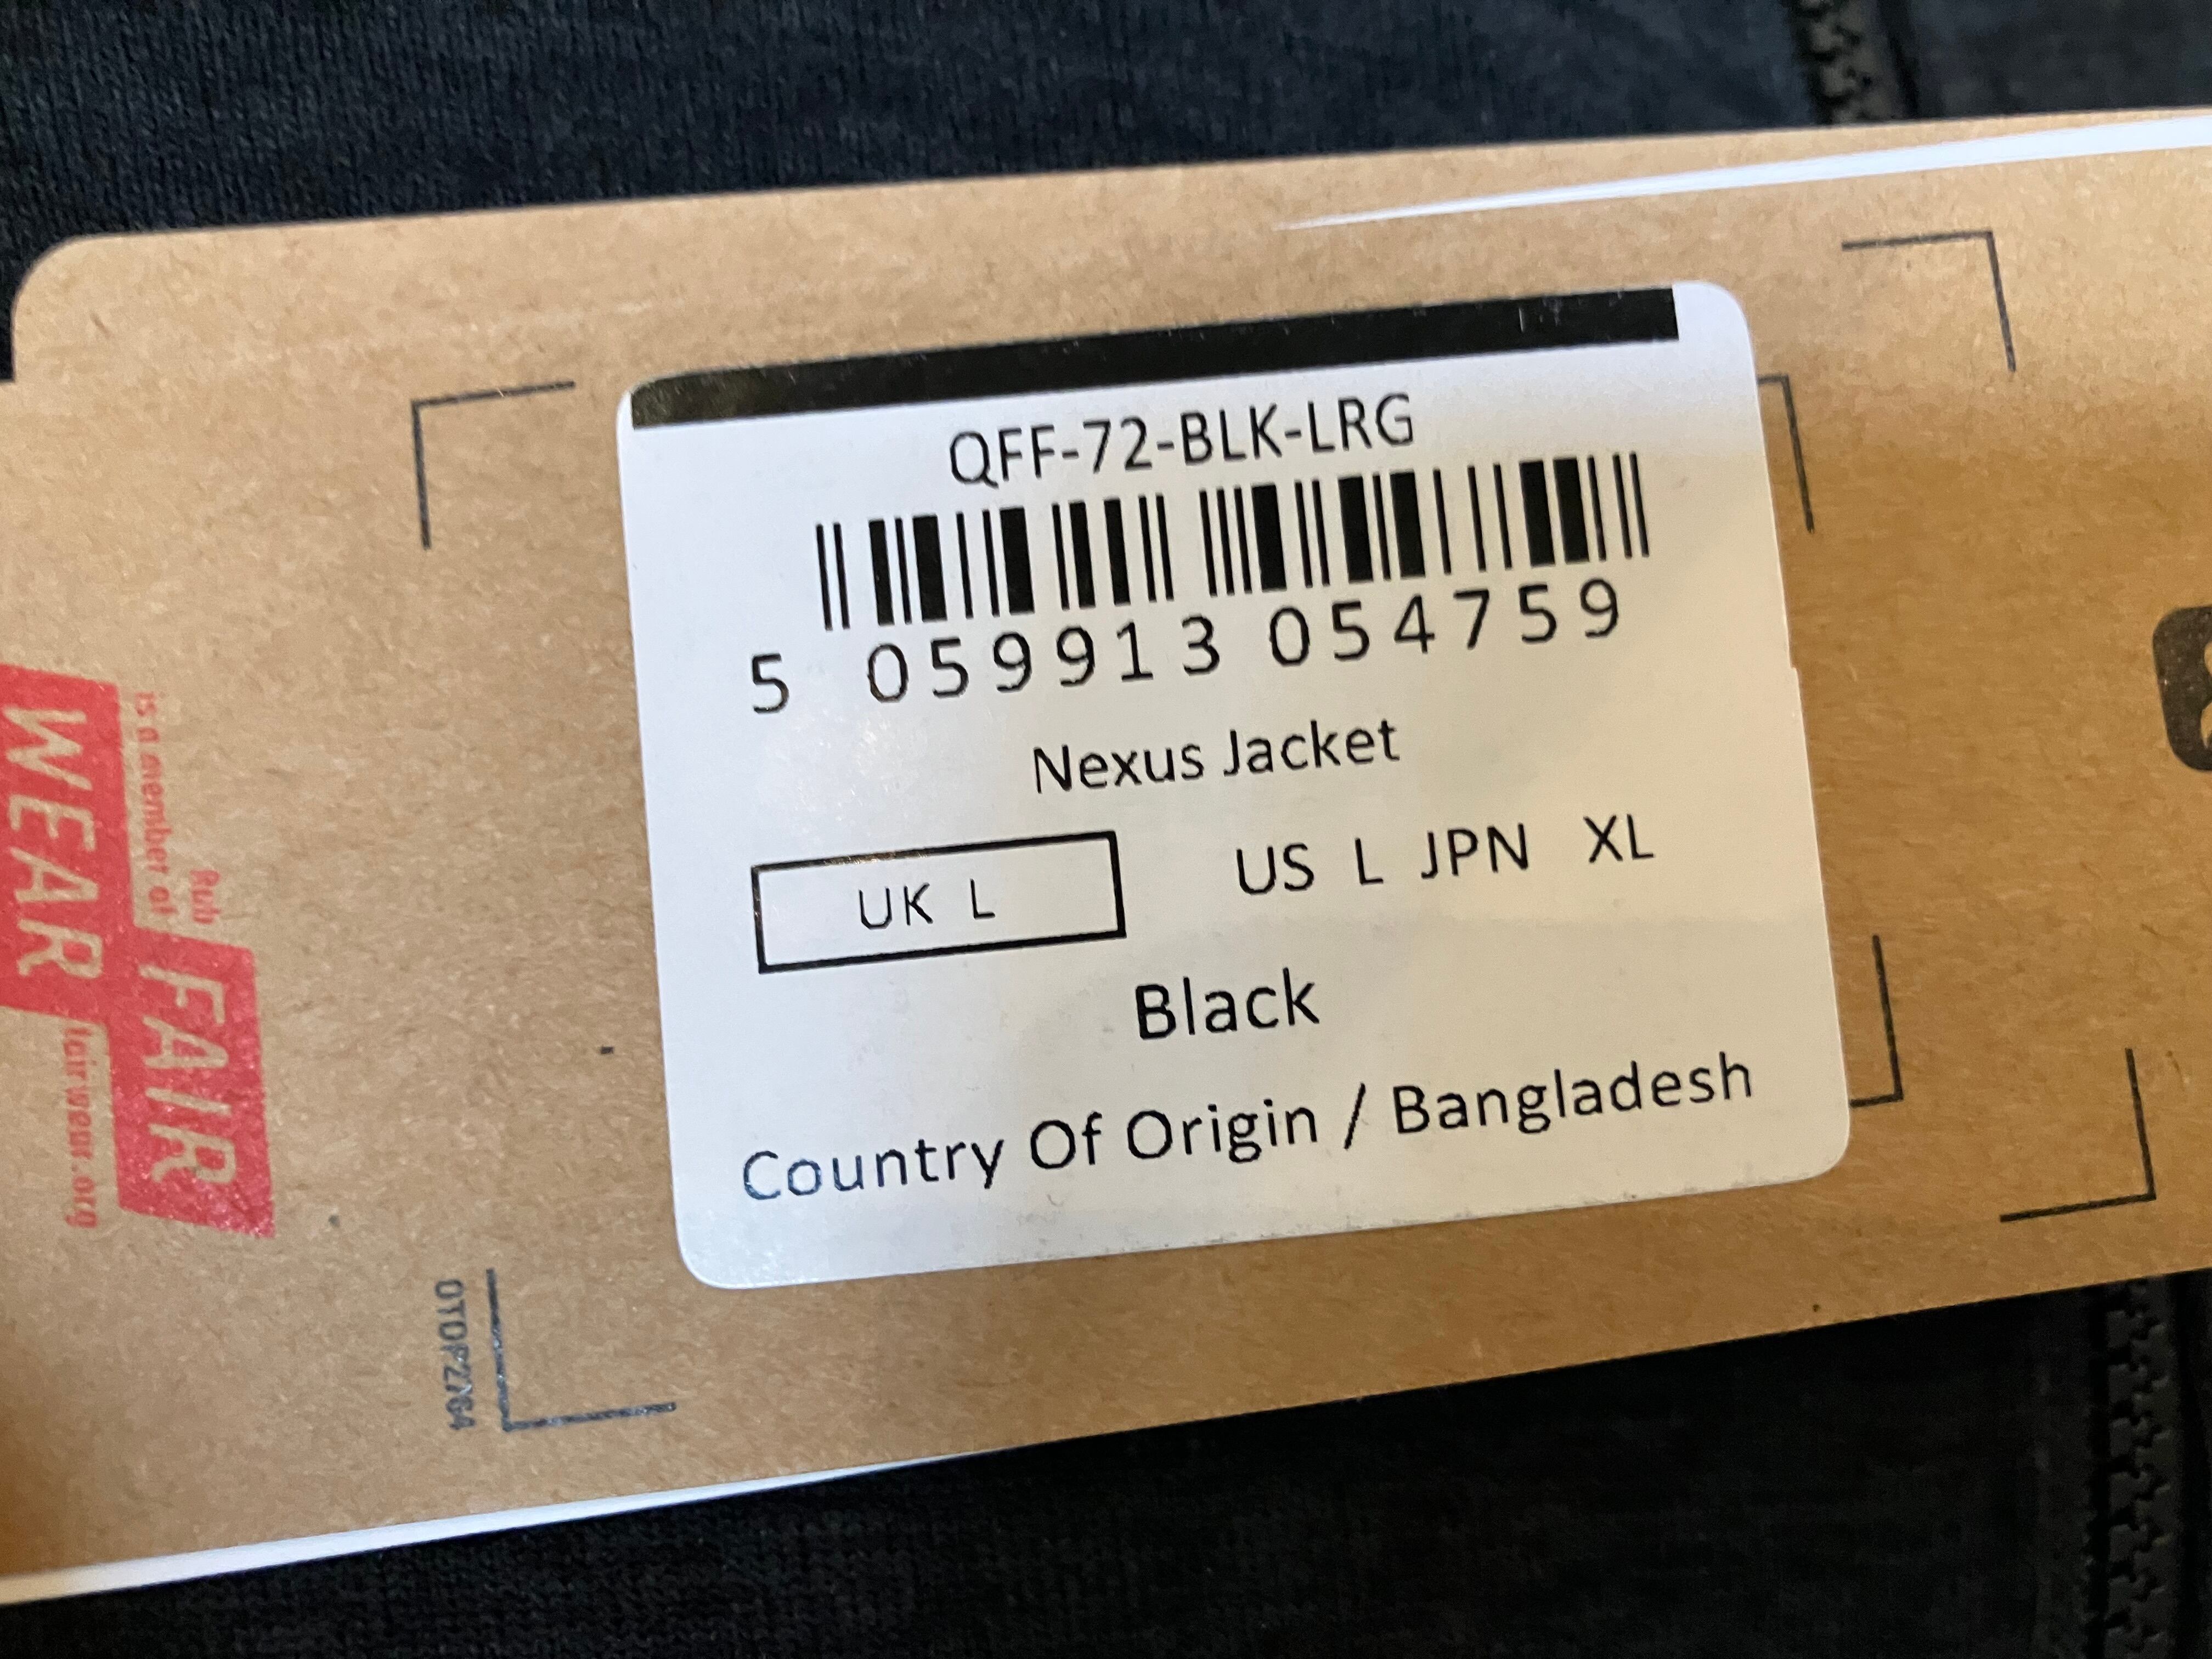 QFF-72-BLK-LRG
5 059913 054759
Nexus Jacket
UK L
US L JPN XL
Black
Country Of Origin / Bangladesh
Rab
is a member of
FAIR
WEAR
fairwear.org